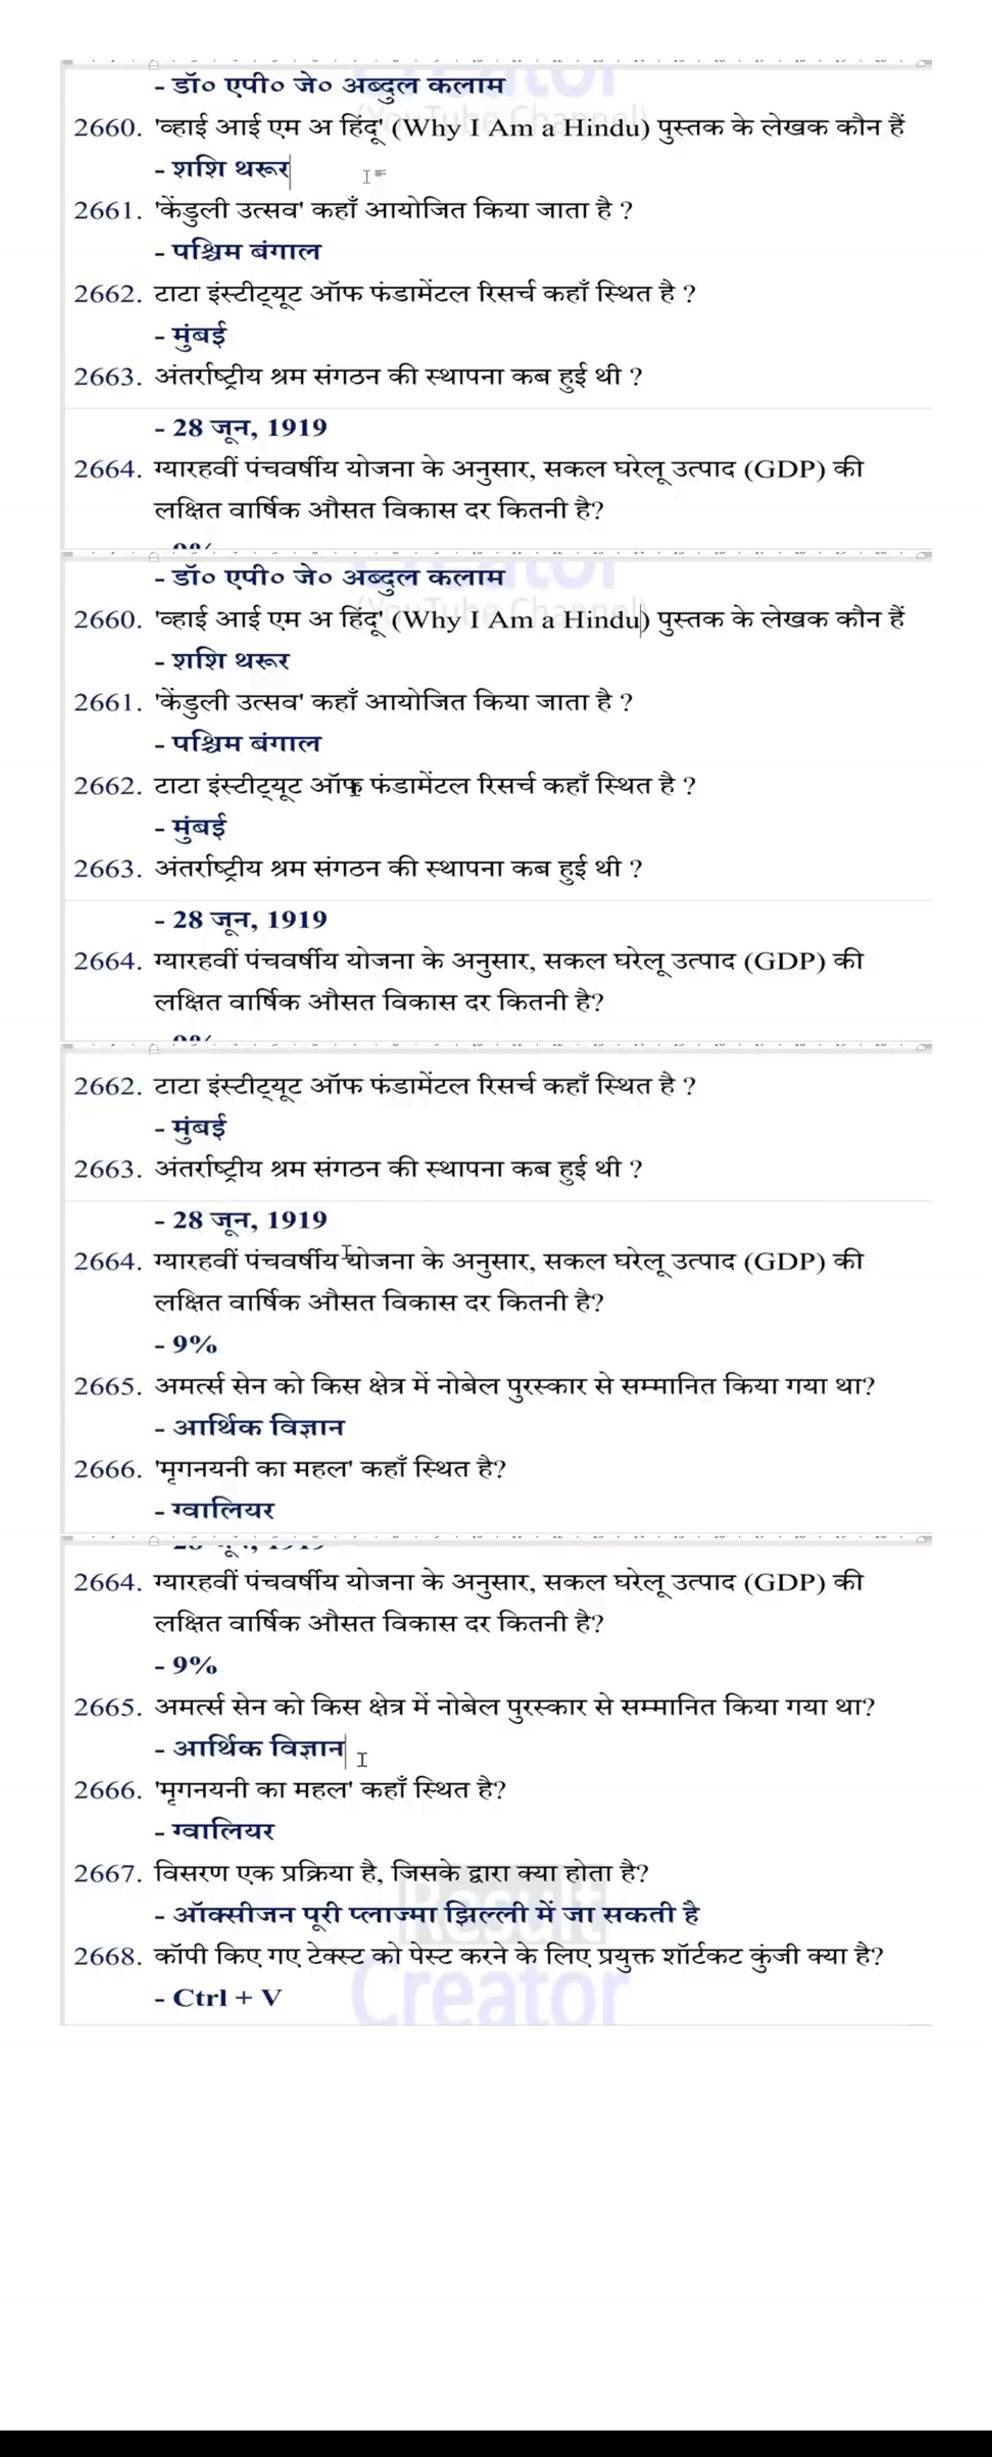 - डॉ० एपी० जे० अब्दुल कलाम
2660. 'व्हाई आई एम अ हिंदू' (Why I Am a Hindu) पुस्तक के लेखक कौन हैं
- शशि थरूर
2661. 'केंडुली उत्सव' कहाँ आयोजित किया जाता है ?
- पश्चिम बंगाल
2662. टाटा इंस्टीट्यूट ऑफ फंडामेंटल रिसर्च कहाँ स्थित है ?
- मुंबई
2663. अंतर्राष्ट्रीय श्रम संगठन की स्थापना कब हुई थी ?
- 28 जून, 1919
2664. ग्यारहवीं पंचवर्षीय योजना के अनुसार, सकल घरेलू उत्पाद (GDP) की
लक्षित वार्षिक औसत विकास दर कितनी है?
- डॉ० एपी० जे० अब्दुल कलाम
2660. 'व्हाई आई एम अ हिंदू' (Why I Am a Hindu) पुस्तक के लेखक कौन हैं
- शशि थरूर
2661. 'केंडुली उत्सव' कहाँ आयोजित किया जाता है ?
- पश्चिम बंगाल
2662. टाटा इंस्टीट्यूट ऑफ फंडामेंटल रिसर्च कहाँ स्थित है ?
- मुंबई
2663. अंतर्राष्ट्रीय श्रम संगठन की स्थापना कब हुई थी ?
- 28 जून, 1919
2664. ग्यारहवीं पंचवर्षीय योजना के अनुसार, सकल घरेलू उत्पाद (GDP) की
लक्षित वार्षिक औसत विकास दर कितनी है?
2662. टाटा इंस्टीट्यूट ऑफ फंडामेंटल रिसर्च कहाँ स्थित है ?
- मुंबई
2663. अंतर्राष्ट्रीय श्रम संगठन की स्थापना कब हुई थी ?
- 28 जून, 1919
2664. ग्यारहवीं पंचवर्षीय योजना के अनुसार, सकल घरेलू उत्पाद (GDP) की
लक्षित वार्षिक औसत विकास दर कितनी है?
- 9%
2665. अमर्त्स सेन को किस क्षेत्र में नोबेल पुरस्कार से सम्मानित किया गया था?
- आर्थिक विज्ञान
2666. 'मृगनयनी का महल' कहाँ स्थित है?
- ग्वालियर
2664. ग्यारहवीं पंचवर्षीय योजना के अनुसार, सकल घरेलू उत्पाद (GDP) की
लक्षित वार्षिक औसत विकास दर कितनी है?
- 9%
2665. अमर्त्स सेन को किस क्षेत्र में नोबेल पुरस्कार से सम्मानित किया गया था?
- आर्थिक विज्ञान
2666. 'मृगनयनी का महल' कहाँ स्थित है?
- ग्वालियर
2667. विसरण एक प्रक्रिया है, जिसके द्वारा क्या होता है?
- ऑक्सीजन पूरी प्लाज्मा झिल्ली में जा सकती है
2668. कॉपी किए गए टेक्स्ट को पेस्ट करने के लिए प्रयुक्त शॉर्टकट कुंजी क्या है?
- Ctrl + V